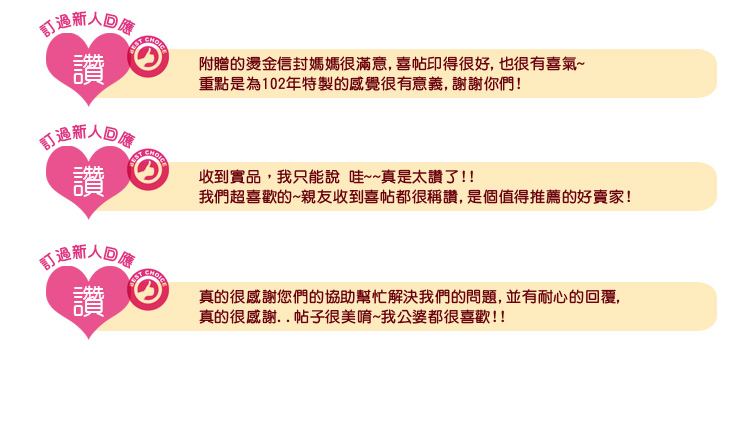 訂過新人回應
讚
BEST CHOICE
附贈的燙金信封媽媽很滿意,喜帖印得很好,也很有喜氣~
重點是為102年特製的感覺很有意義,謝謝你們!
訂過新人回應
讚
BEST CHOICE
收到實品，我只能說 哇~~真是太讚了!!
我們超喜歡的~親友收到喜帖都很稱讚,是個值得推薦的好賣家!
訂過新人回應
讚
BEST CHOICE
真的很感謝您們的協助幫忙解決我們的問題,並有耐心的回覆,
真的很感謝..帖子很美唷~我公婆都很喜歡!!